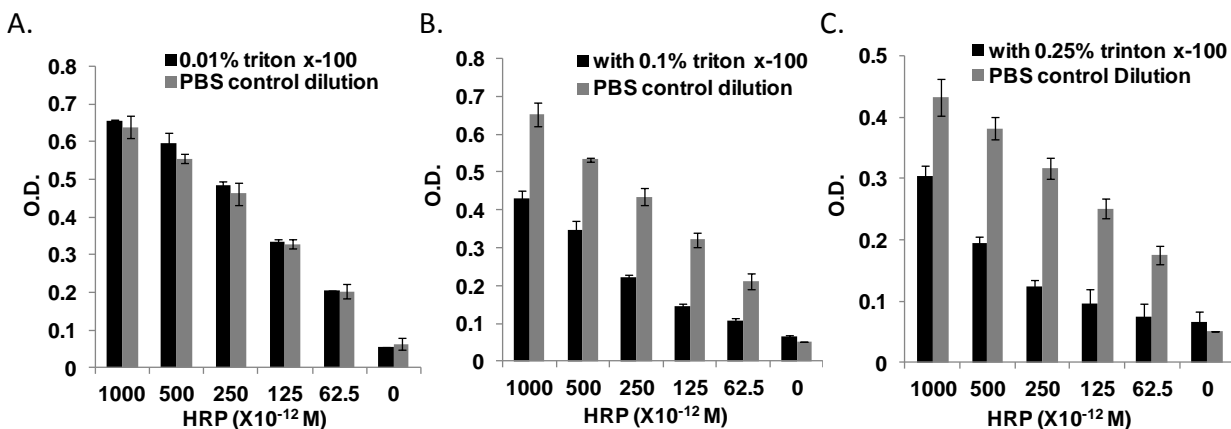 A.
0.01% triton x-100
PBS control dilution
0.8
0.7
0.6
0.5
0.4
0.3
0.2
0.1
0
O.D.
1000 500 250 125 62.5 0
HRP (X10⁻¹² M)
B.
with 0.1% triton x-100
PBS control dilution
0.8
0.7
0.6
0.5
0.4
0.3
0.2
0.1
0
O.D.
1000 500 250 125 62.5 0
HRP (X10⁻¹² M)
C.
with 0.25% trinton x-100
PBS control Dilution
0.5
0.4
0.3
0.2
0.1
0
O.D.
1000 500 250 125 62.5 0
HRP (X10⁻¹² M)